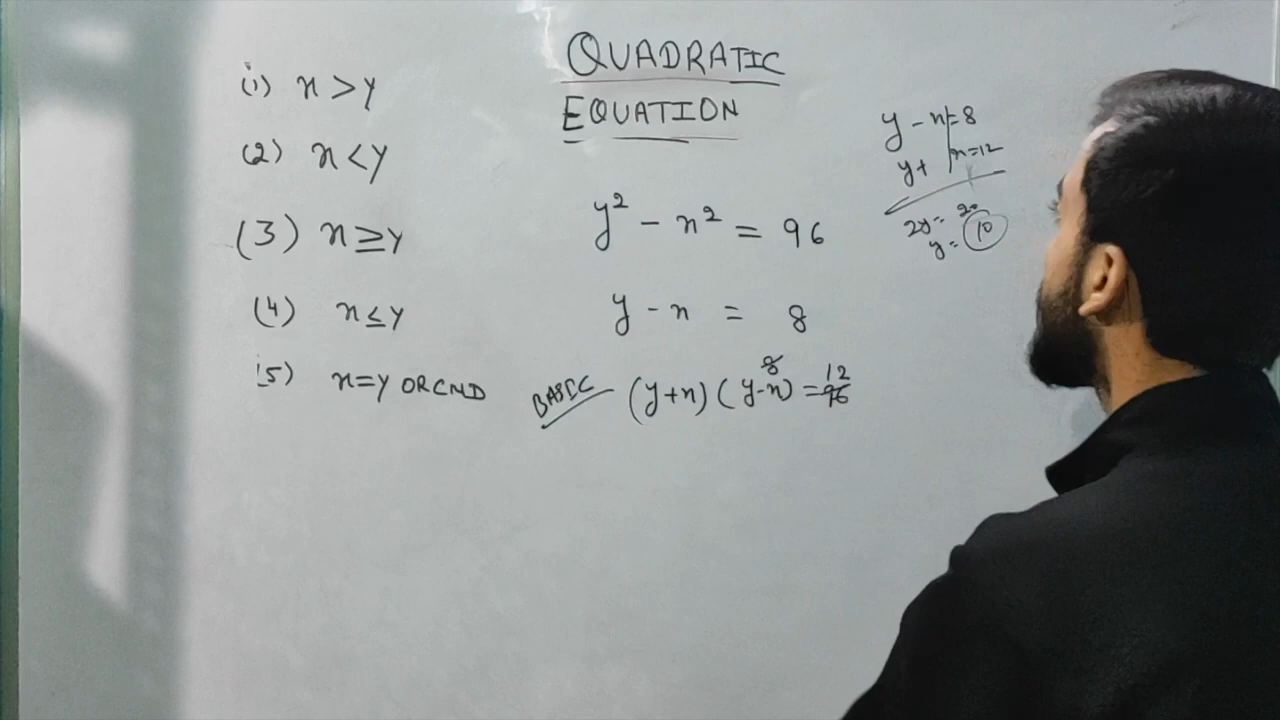 QUADRATIC
EQUATION
(1) x > y
(2) x < y
(3) x ≥ y
(4) x ≤ y
(5) x = y OR CND
y² - x² = 96
y - x = 8
BASIC (y+x) (y-x) = 96
8
12
y - x = 8
y + x = 12
2y = 20
y = 10